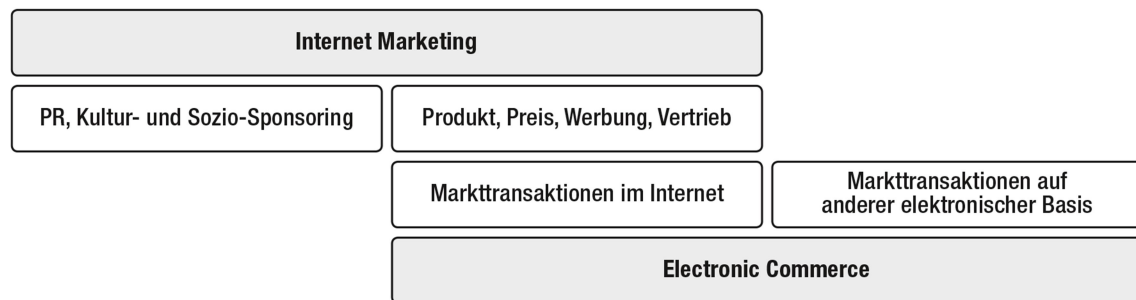 Internet Marketing
PR, Kultur- und Sozio-Sponsoring
Produkt, Preis, Werbung, Vertrieb
Markttransaktionen im Internet
Markttransaktionen auf
anderer elektronischer Basis
Electronic Commerce